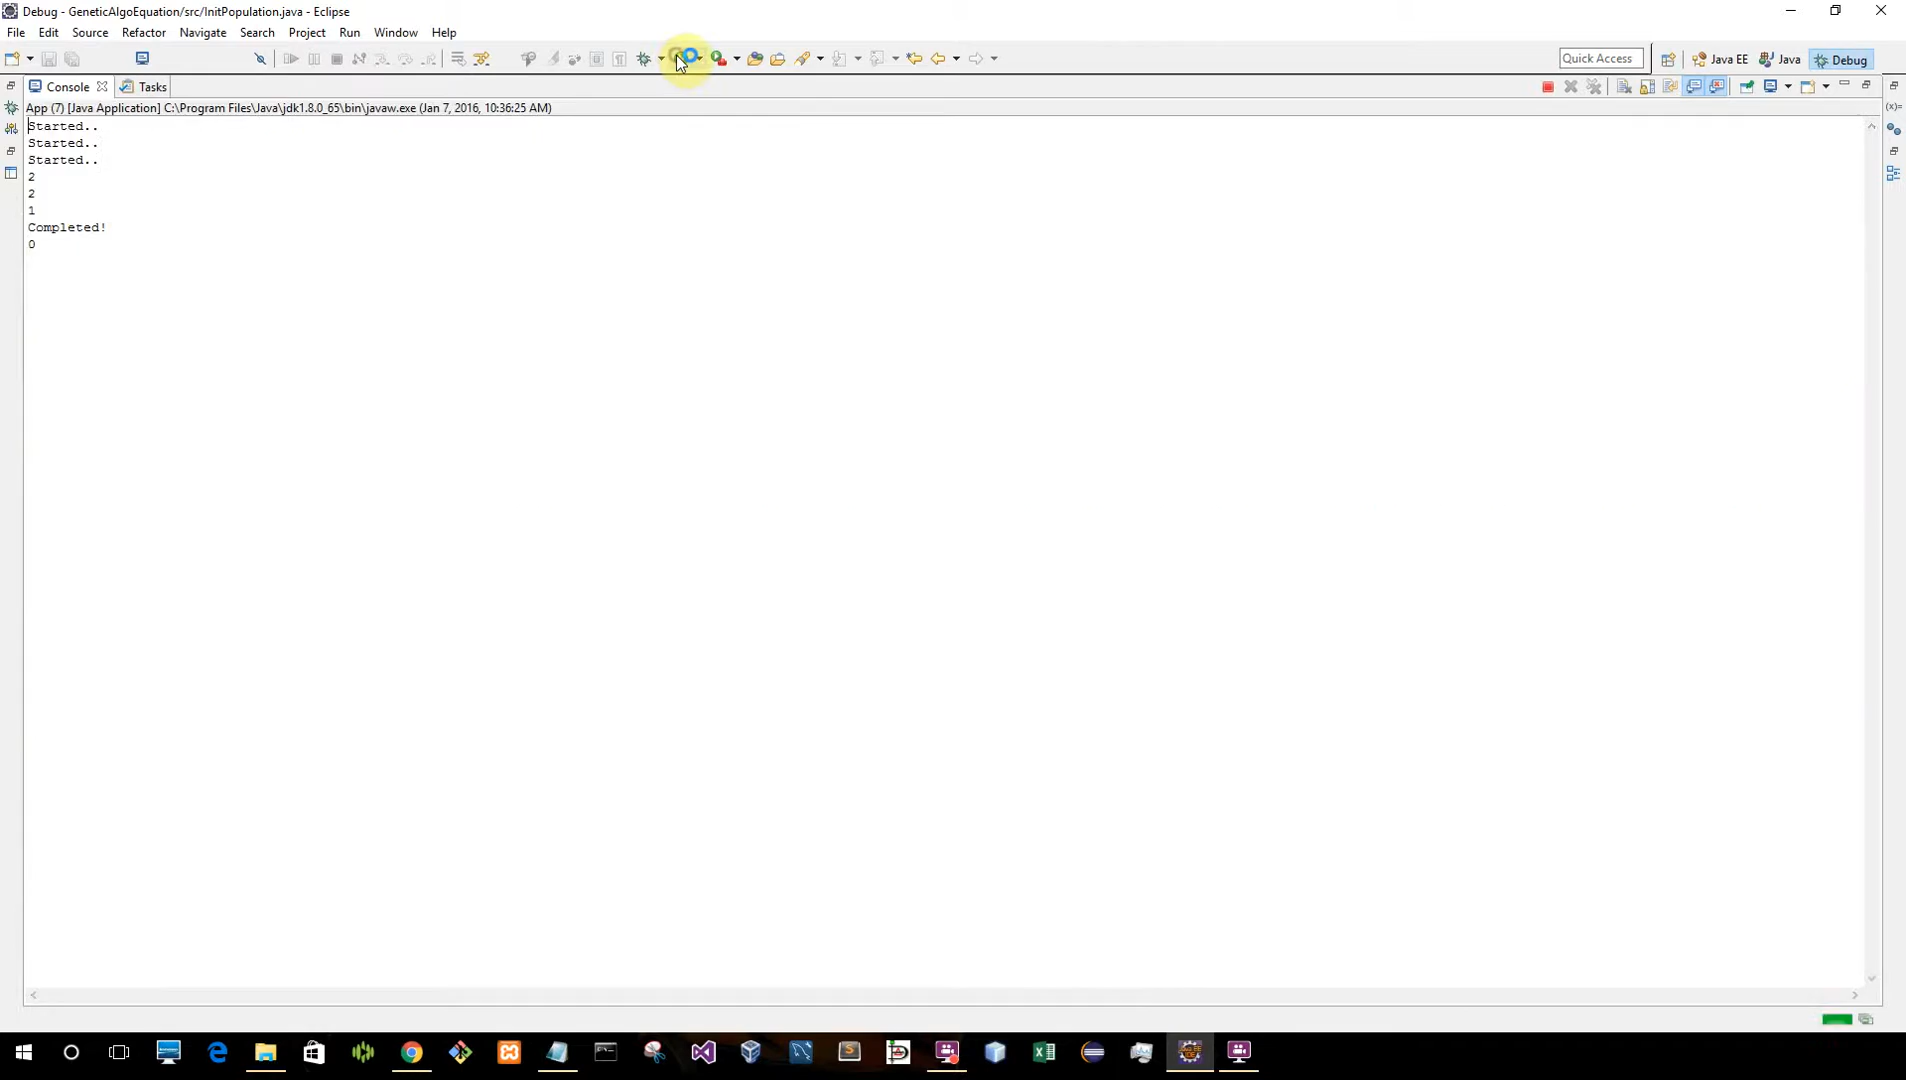 Debug - GeneticAlgoEquation/src/InitPopulation.java - Eclipse
File Edit Source Refactor Navigate Search Project Run Window Help
Quick Access Java EE Java Debug
Console Tasks
App (7) [Java Application] C:\Program Files\Java\jdk1.8.0_65\bin\javaw.exe (Jan 7, 2016, 10:36:25 AM)
Started..
Started..
Started..
2
2
1
Completed!
0